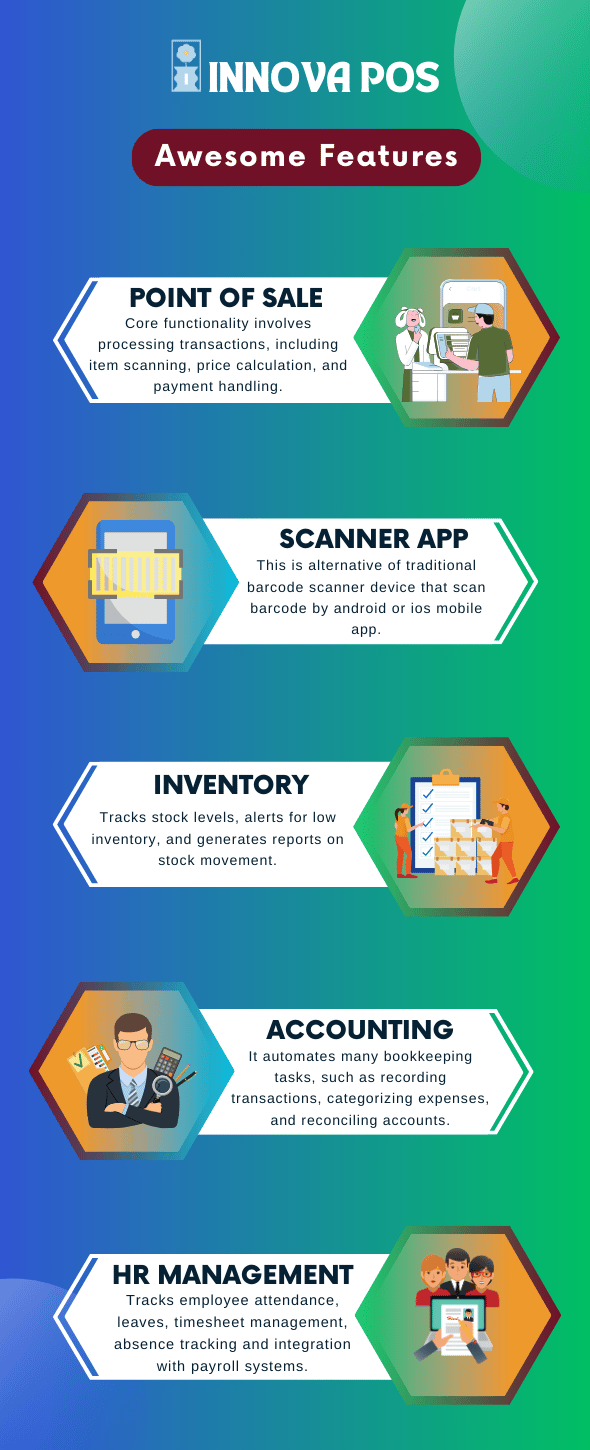 INNOVA POS
Awesome Features
POINT OF SALE
Core functionality involves
processing transactions, including
item scanning, price calculation, and
payment handling.
SCANNER APP
This is alternative of traditional
barcode scanner device that scan
barcode by android or ios mobile
app.
INVENTORY
Tracks stock levels, alerts for low
inventory, and generates reports on
stock movement.
ACCOUNTING
It automates many bookkeeping
tasks, such as recording
transactions, categorizing expenses,
and reconciling accounts.
HR MANAGEMENT
Tracks employee attendance,
leaves, timesheet management,
absence tracking and integration
with payroll systems.